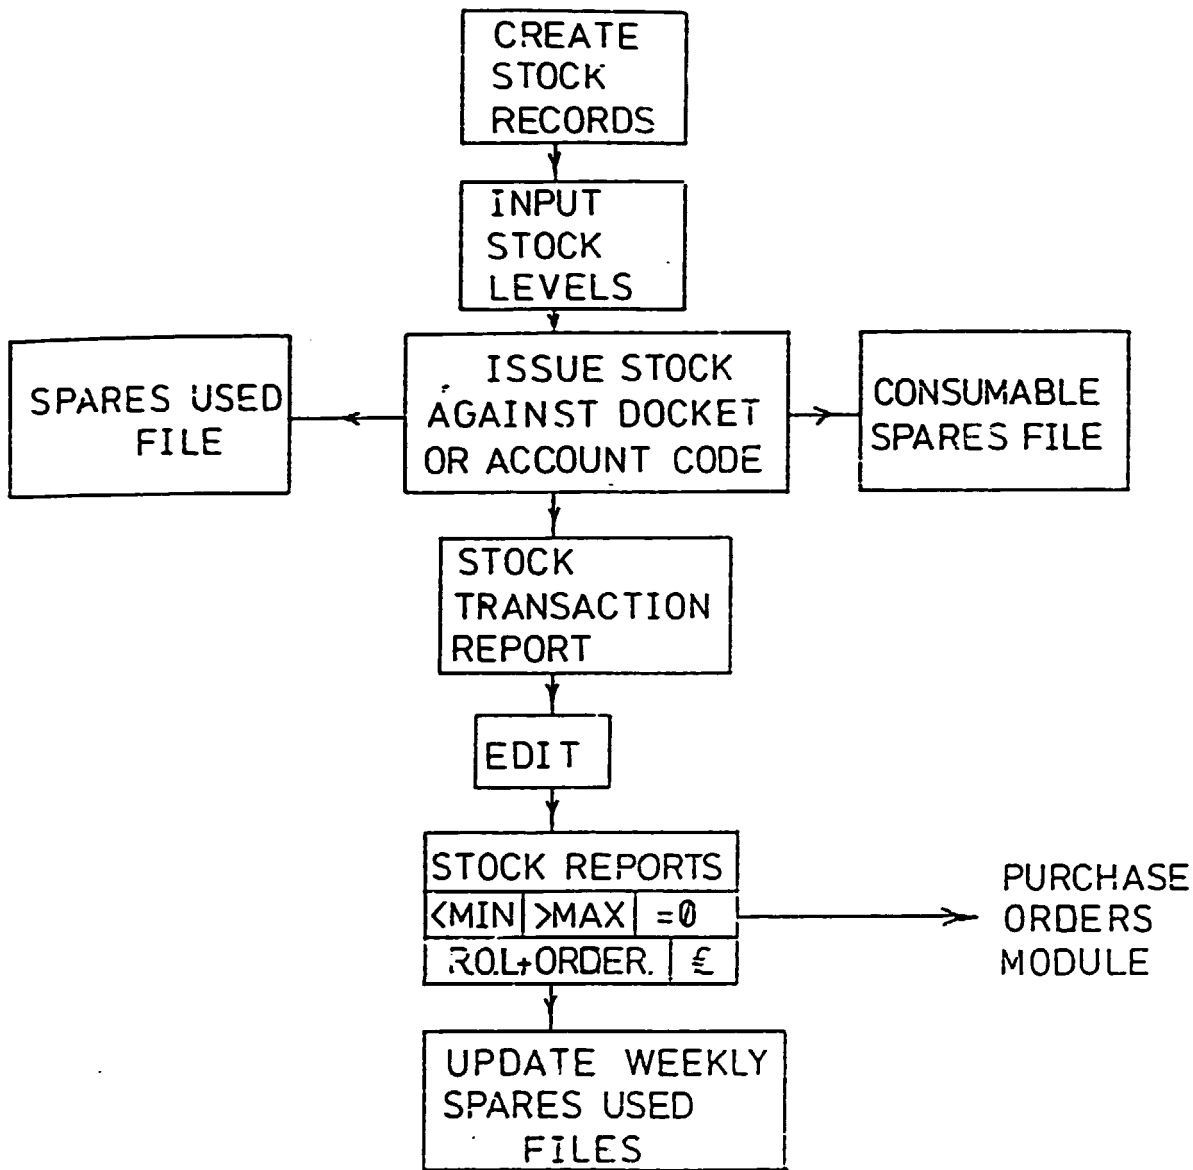 CREATE
STOCK
RECORDS
INPUT
STOCK
LEVELS
SPARES USED
FILE
ISSUE STOCK
AGAINST DOCKET
OR ACCOUNT CODE
CONSUMABLE
SPARES FILE
STOCK
TRANSACTION
REPORT
EDIT
STOCK REPORTS
<MIN >MAX =0
R.O.L+ORDER. £
PURCHASE
ORDERS
MODULE
UPDATE WEEKLY
SPARES USED
FILES